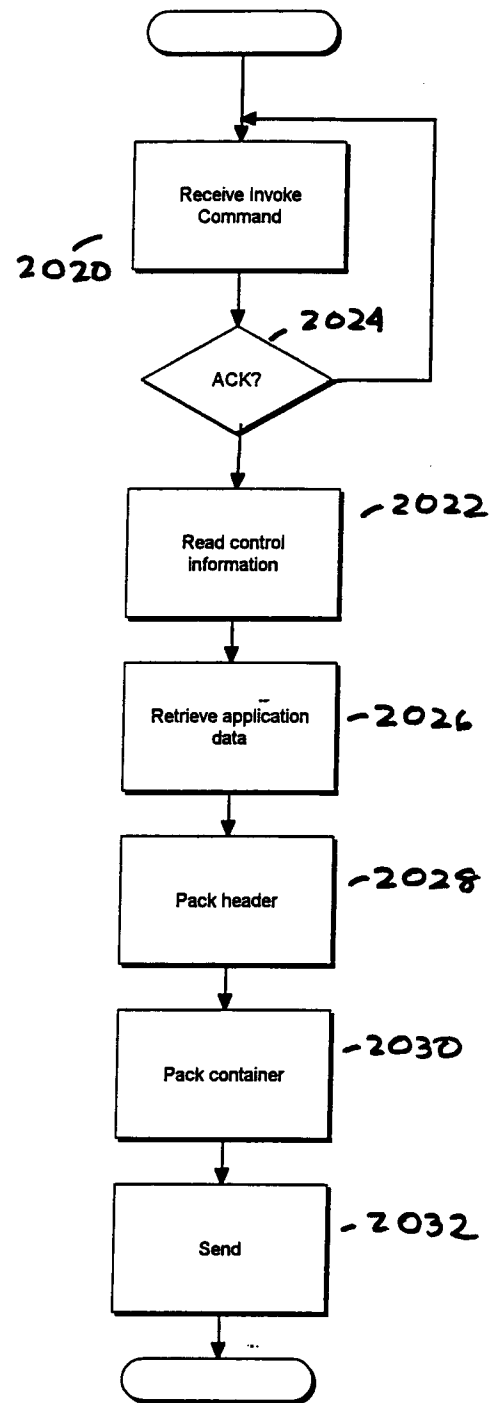 Receive Invoke
Command
2020
2024
ACK?
2022
Read control
information
Retrieve application
data
2026
2028
Pack header
2030
Pack container
2032
Send